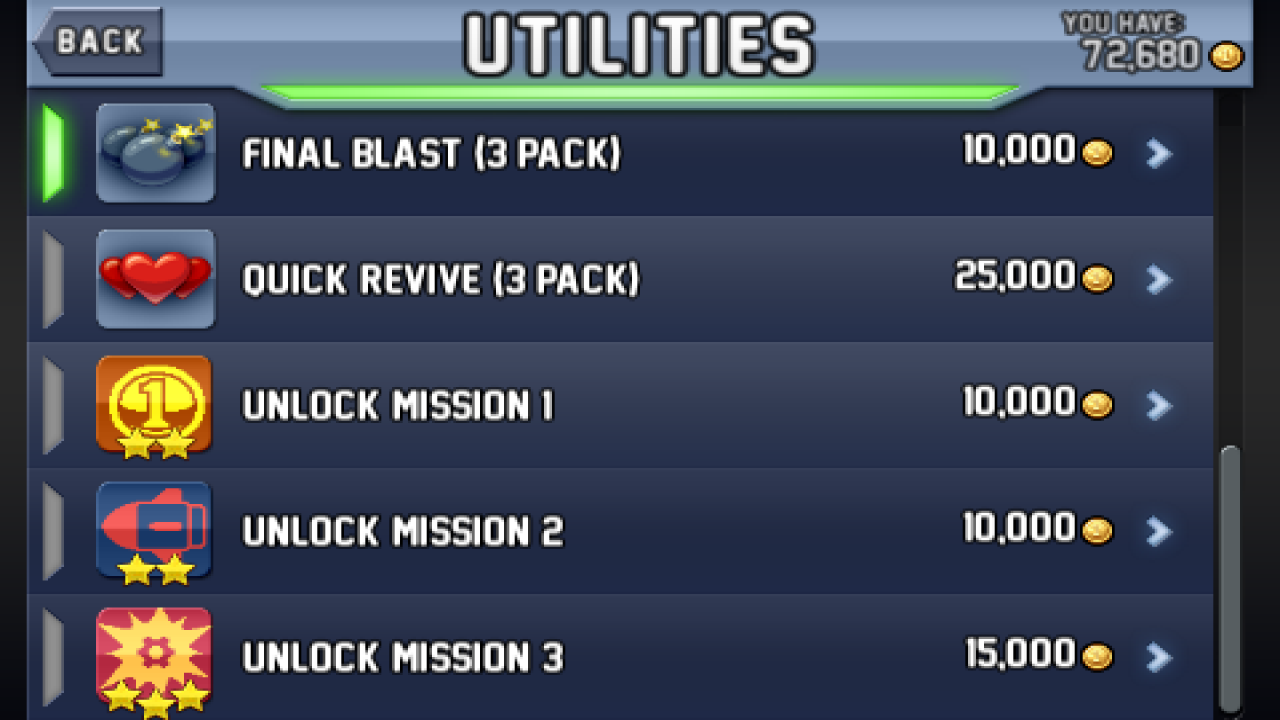 BACK
UTILITIES
YOU HAVE:
72,680
FINAL BLAST (3 PACK)
10,000
QUICK REVIVE (3 PACK)
25,000
1
UNLOCK MISSION 1
10,000
UNLOCK MISSION 2
10,000
UNLOCK MISSION 3
15,000